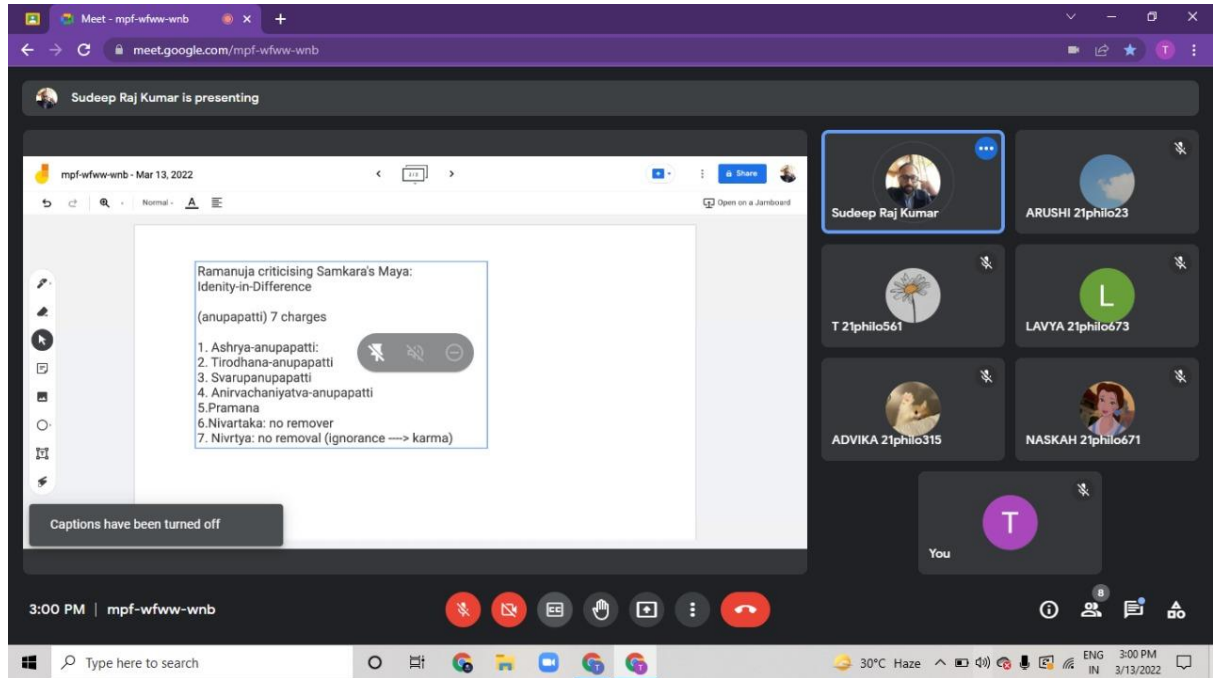 Meet - mpf-wfww-wnb
meet.google.com/mpf-wfww-wnb
T
Sudeep Raj Kumar is presenting
mpf-wfww-wnb - Mar 13, 2022
Share
Normal
A
Open on a Jamboard
Ramanuja criticising Samkara's Maya:
Idenity-in-Difference
(anupapatti) 7 charges
1. Ashrya-anupapatti:
2. Tirodhana-anupapatti
3. Svarupanupapatti
4. Anirvachaniyatva-anupapatti
5.Pramana
6.Nivartaka: no remover
7. Nivrtya: no removal (ignorance ----> karma)
Captions have been turned off
Sudeep Raj Kumar
ARUSHI 21philo23
T 21philo561
L
LAVYA 21philo673
ADVIKA 21philo315
NASKAH 21philo671
T
You
3:00 PM | mpf-wfww-wnb
CC
8
Type here to search
30°C Haze
ENG
IN
3:00 PM
3/13/2022